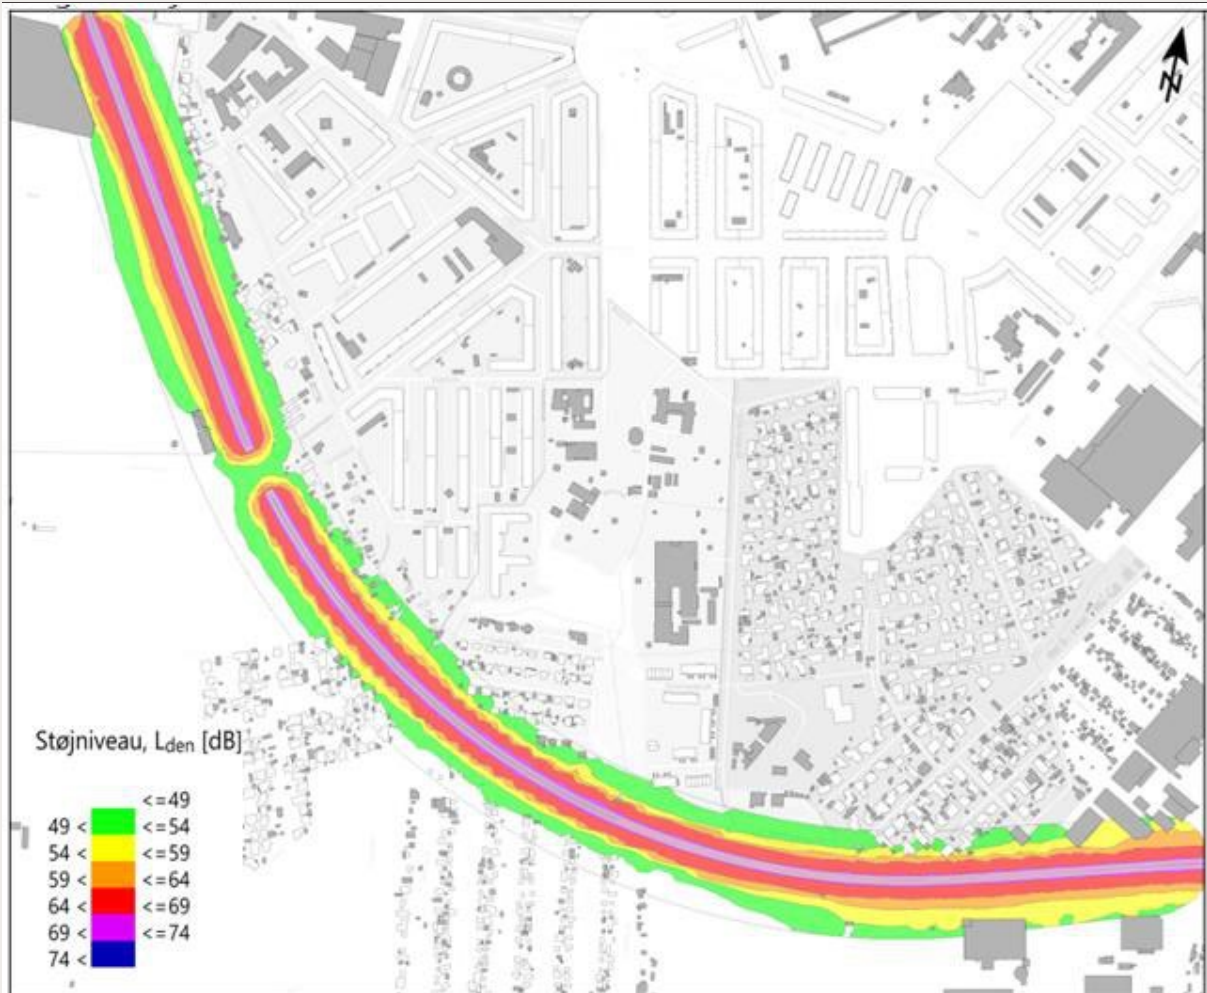 N
Støjniveau, Lden [dB]
<=49
49 < <=54
54 < <=59
59 < <=64
64 < <=69
69 < <=74
74 <